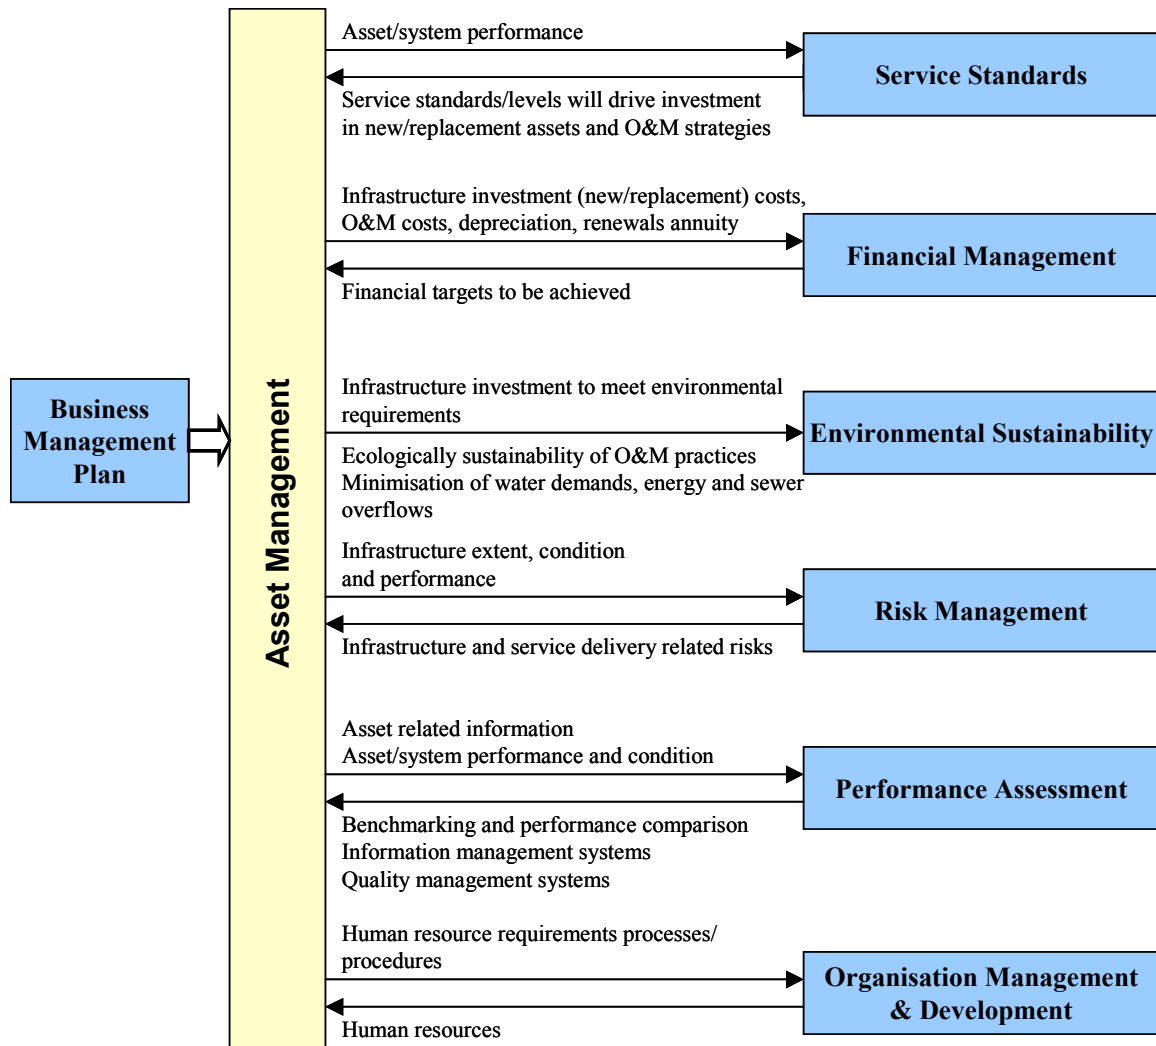 Asset/system performance
Service Standards
Service standards/levels will drive investment
in new/replacement assets and O&M strategies
Infrastructure investment (new/replacement) costs,
O&M costs, depreciation, renewals annuity
Financial Management
Financial targets to be achieved
Business
Management
Plan
Asset Management
Infrastructure investment to meet environmental
requirements
Environmental Sustainability
Ecologically sustainability of O&M practices
Minimisation of water demands, energy and sewer
overflows
Infrastructure extent, condition
and performance
Risk Management
Infrastructure and service delivery related risks
Asset related information
Asset/system performance and condition
Performance Assessment
Benchmarking and performance comparison
Information management systems
Quality management systems
Human resource requirements processes/
procedures
Organisation Management
& Development
Human resources